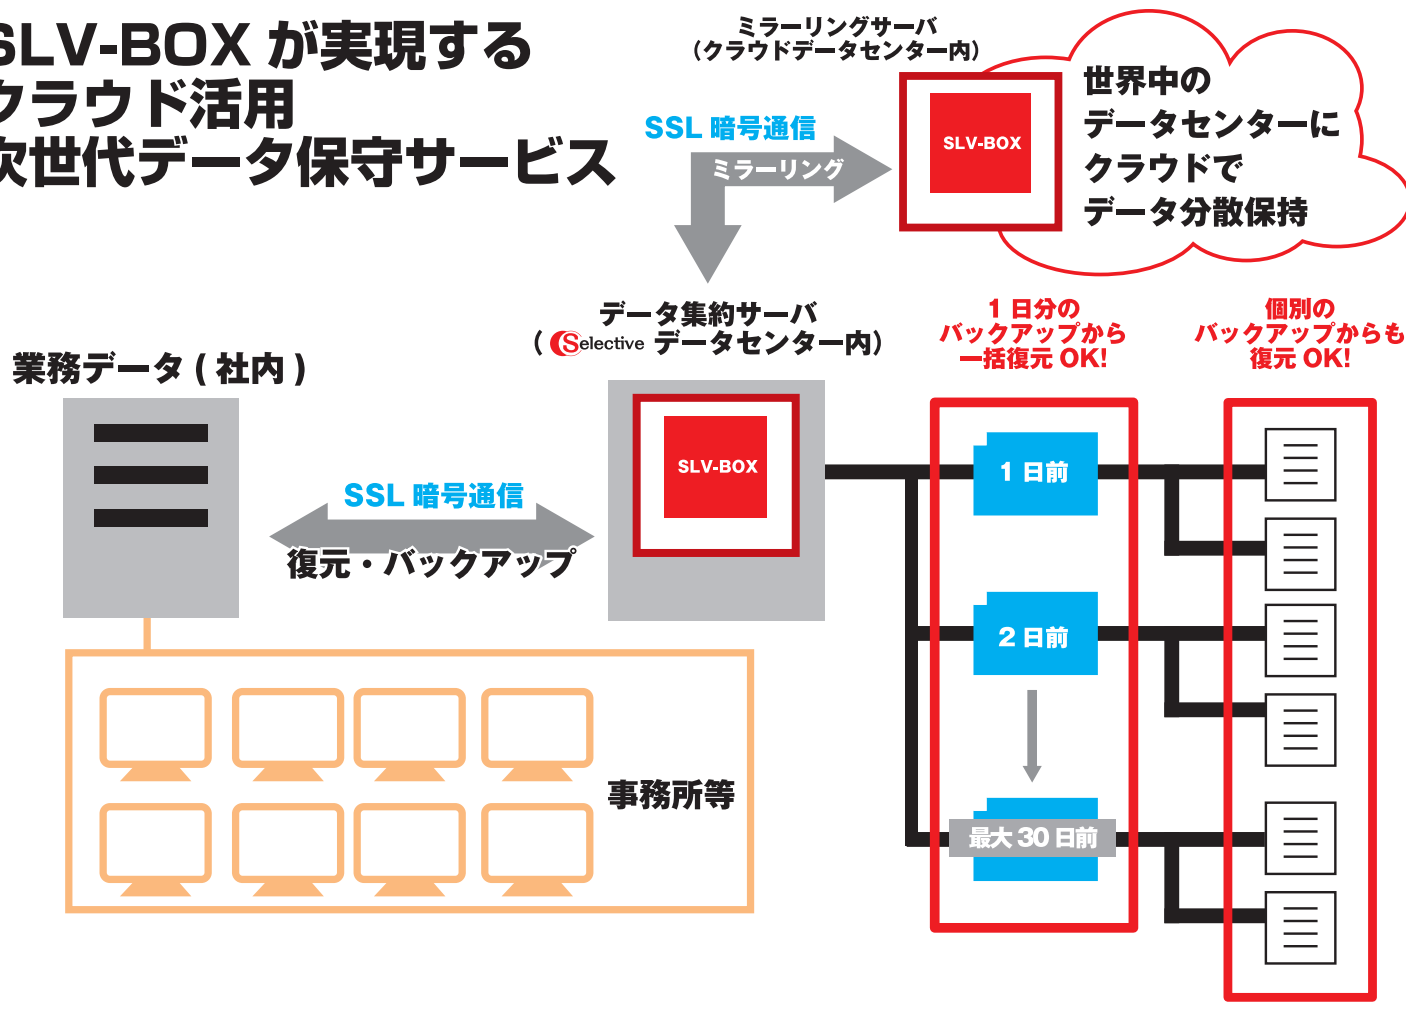 SLV-BOX が実現する
クラウド活用
次世代データ保守サービス
ミラーリングサーバ
(クラウドデータセンター内)
世界中の
データセンターに
クラウドで
データ分散保持
SSL 暗号通信
ミラーリング
SLV-BOX
データ集約サーバ
( Selective データセンター内)
1 日分の
バックアップから
一括復元 OK!
個別の
バックアップからも
復元 OK!
業務データ ( 社内 )
SLV-BOX
SSL 暗号通信
復元・バックアップ
1 日前
2 日前
最大 30 日前
事務所等